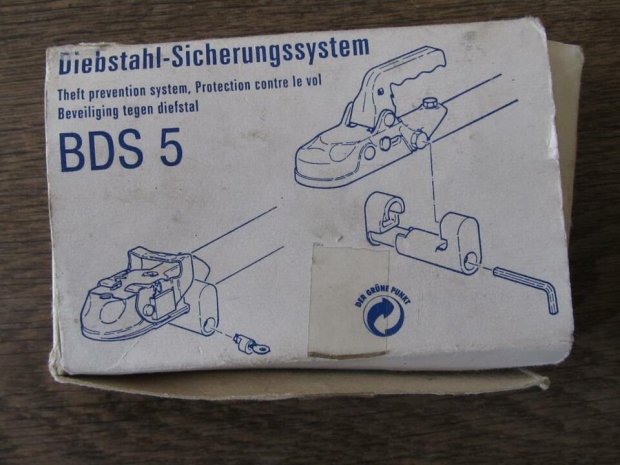 Diebstahl-Sicherungssystem
Theft prevention system, Protection contre le vol
Beveiliging tegen diefstal
BDS 5
DER GRÜNE PUNKT